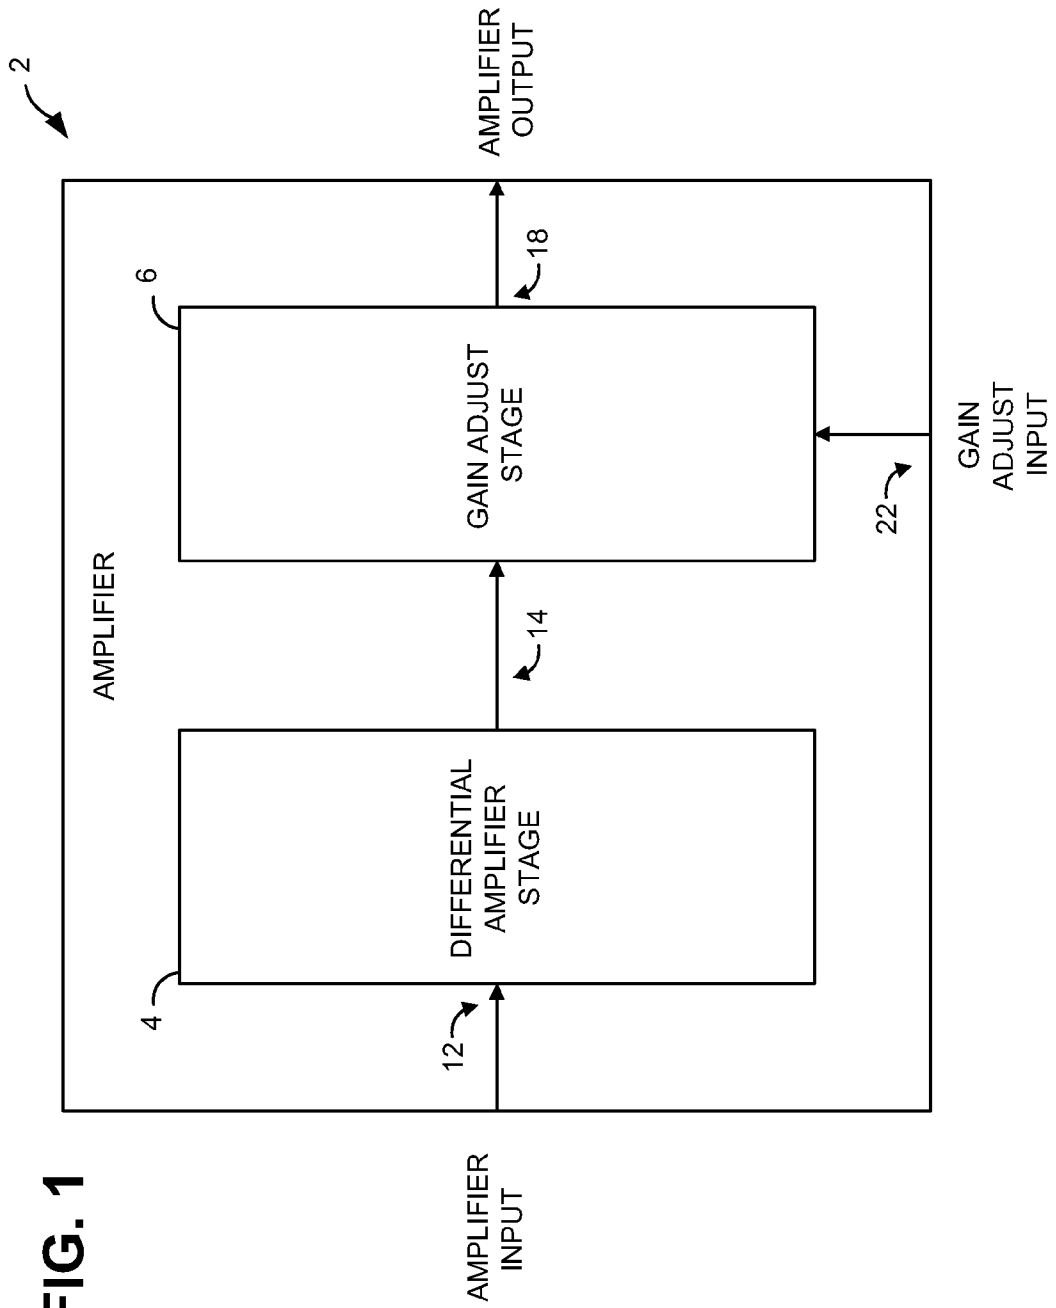 FIG. 1
2
AMPLIFIER
4
6
AMPLIFIER
INPUT
12
DIFFERENTIAL
AMPLIFIER
STAGE
14
GAIN ADJUST
STAGE
18
AMPLIFIER
OUTPUT
22
GAIN
ADJUST
INPUT